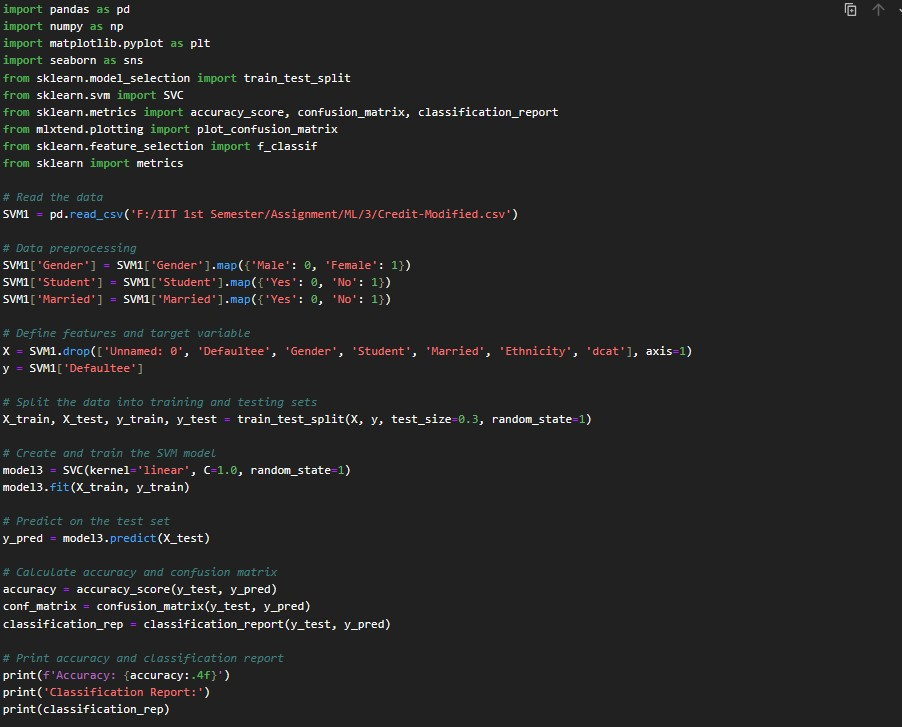 import pandas as pd
import numpy as np
import matplotlib.pyplot as plt
import seaborn as sns
from sklearn.model_selection import train_test_split
from sklearn.svm import SVC
from sklearn.metrics import accuracy_score, confusion_matrix, classification_report
from mlxtend.plotting import plot_confusion_matrix
from sklearn.feature_selection import f_classif
from sklearn import metrics

# Read the data
SVM1 = pd.read_csv('F:/IIT 1st Semester/Assignment/ML/3/Credit-Modified.csv')

# Data preprocessing
SVM1['Gender'] = SVM1['Gender'].map({'Male': 0, 'Female': 1})
SVM1['Student'] = SVM1['Student'].map({'Yes': 0, 'No': 1})
SVM1['Married'] = SVM1['Married'].map({'Yes': 0, 'No': 1})

# Define features and target variable
X = SVM1.drop(['Unnamed: 0', 'Defaultee', 'Gender', 'Student', 'Married', 'Ethnicity', 'dcat'], axis=1)
y = SVM1['Defaultee']

# Split the data into training and testing sets
X_train, X_test, y_train, y_test = train_test_split(X, y, test_size=0.3, random_state=1)

# Create and train the SVM model
model3 = SVC(kernel='linear', C=1.0, random_state=1)
model3.fit(X_train, y_train)

# Predict on the test set
y_pred = model3.predict(X_test)

# Calculate accuracy and confusion matrix
accuracy = accuracy_score(y_test, y_pred)
conf_matrix = confusion_matrix(y_test, y_pred)
classification_rep = classification_report(y_test, y_pred)

# Print accuracy and classification report
print(f'Accuracy: {accuracy:.4f}')
print('Classification Report:')
print(classification_rep)